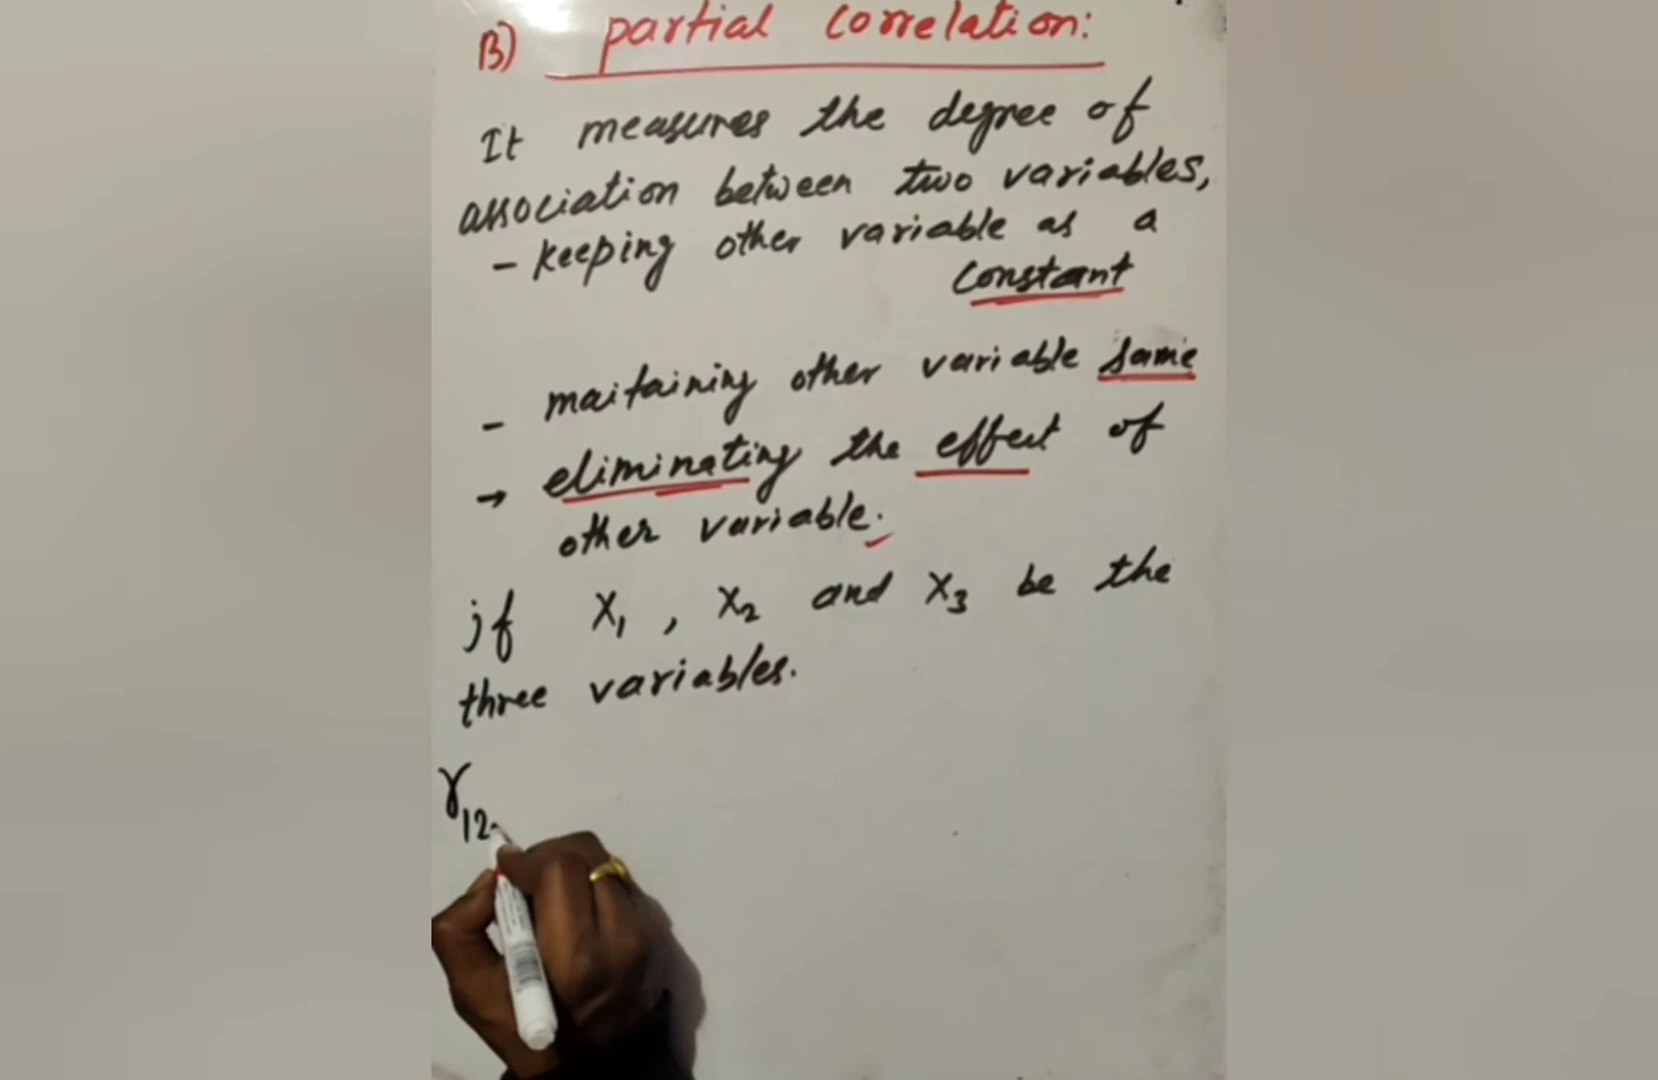 B) partial correlation:
It measures the degree of
association between two variables,
- keeping other variable as a
constant
- maitaining other variable same
→ eliminating the effect of
other variable.
if X₁, X₂ and X₃ be the
three variables.
r₁₂.